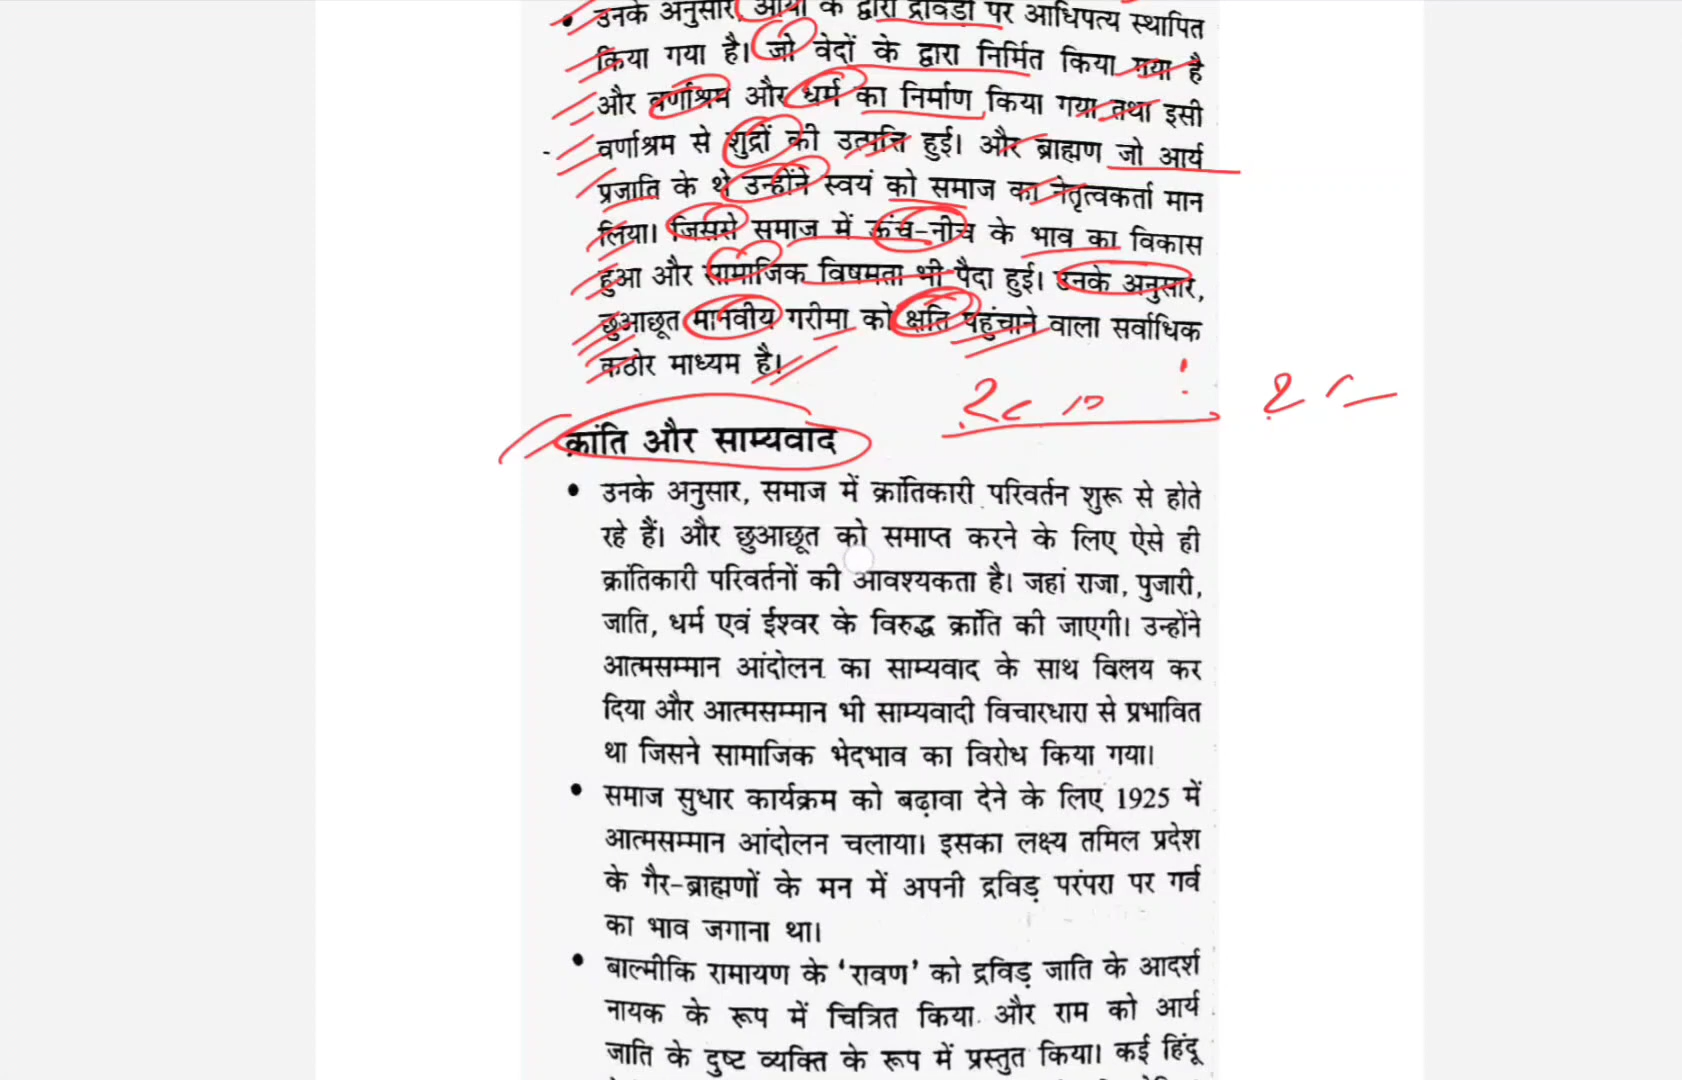 उनके अनुसार, आर्यों के द्वारा द्रविडों पर आधिपत्य स्थापित
किया गया है। जो वेदों के द्वारा निर्मित किया गया है
और वर्णाश्रम और धर्म का निर्माण किया गया तथा इसी
वर्णाश्रम से शुद्रों की उत्पत्ति हुई। और ब्राह्मण जो आर्य
प्रजाति के थे उन्होंने स्वयं को समाज का नेतृत्वकर्ता मान
लिया। जिससे समाज में ऊंच-नीच के भाव का विकास
हुआ और सामाजिक विषमता भी पैदा हुई। उनके अनुसार,
छुआछूत मानवीय गरीमा को क्षति पहुंचाने वाला सर्वाधिक
कठोर माध्यम है।
क्रांति और साम्यवाद
उनके अनुसार, समाज में क्रांतिकारी परिवर्तन शुरू से होते
रहे हैं। और छुआछूत को समाप्त करने के लिए ऐसे ही
क्रांतिकारी परिवर्तनों की आवश्यकता है। जहां राजा, पुजारी,
जाति, धर्म एवं ईश्वर के विरुद्ध क्रांति की जाएगी। उन्होंने
आत्मसम्मान आंदोलन का साम्यवाद के साथ विलय कर
दिया और आत्मसम्मान भी साम्यवादी विचारधारा से प्रभावित
था जिसने सामाजिक भेदभाव का विरोध किया गया।
समाज सुधार कार्यक्रम को बढ़ावा देने के लिए 1925 में
आत्मसम्मान आंदोलन चलाया। इसका लक्ष्य तमिल प्रदेश
के गैर-ब्राह्मणों के मन में अपनी द्रविड़ परंपरा पर गर्व
का भाव जगाना था।
बाल्मीकि रामायण के 'रावण' को द्रविड़ जाति के आदर्श
नायक के रूप में चित्रित किया और राम को आर्य
जाति के दुष्ट व्यक्ति के रूप में प्रस्तुत किया। कई हिंदू